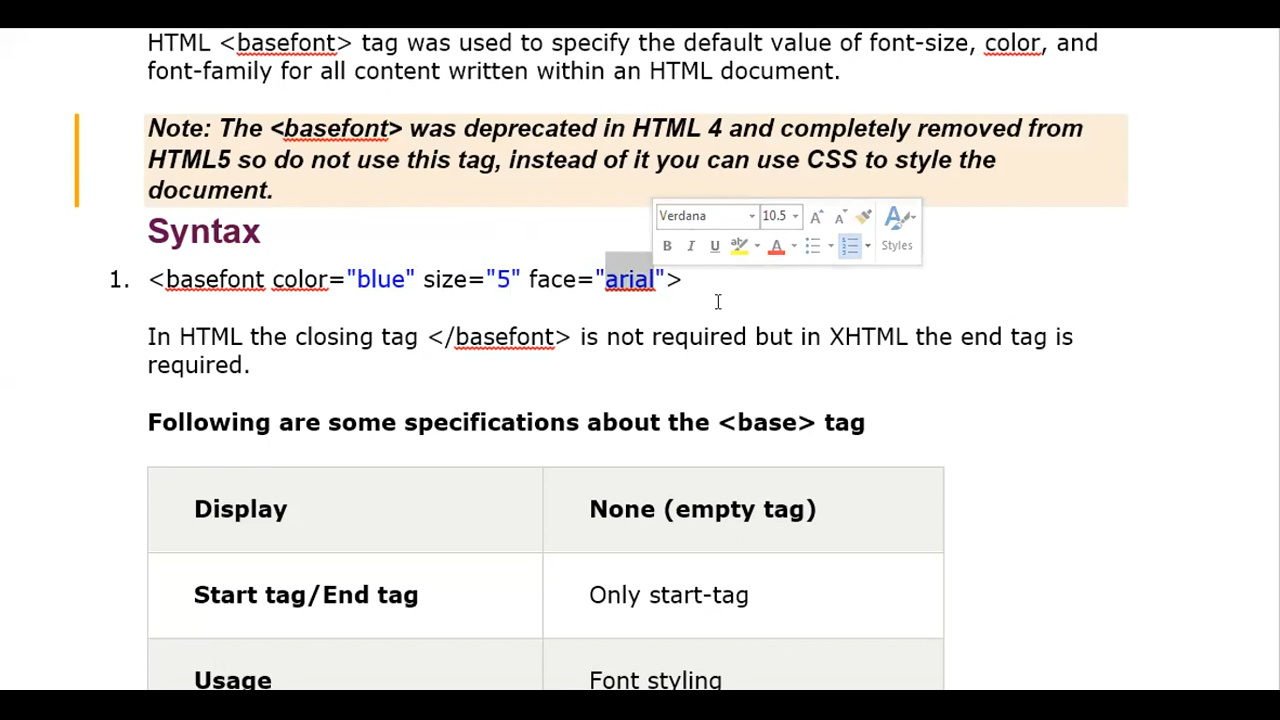 HTML <basefont> tag was used to specify the default value of font-size, color, and
font-family for all content written within an HTML document.
Note: The <basefont> was deprecated in HTML 4 and completely removed from
HTML5 so do not use this tag, instead of it you can use CSS to style the
document.
Syntax
Verdana 10.5 A A A
B I U ab A Styles
1. <basefont color="blue" size="5" face="arial">
In HTML the closing tag </basefont> is not required but in XHTML the end tag is
required.
Following are some specifications about the <base> tag
Display None (empty tag)
Start tag/End tag Only start-tag
Usage Font styling